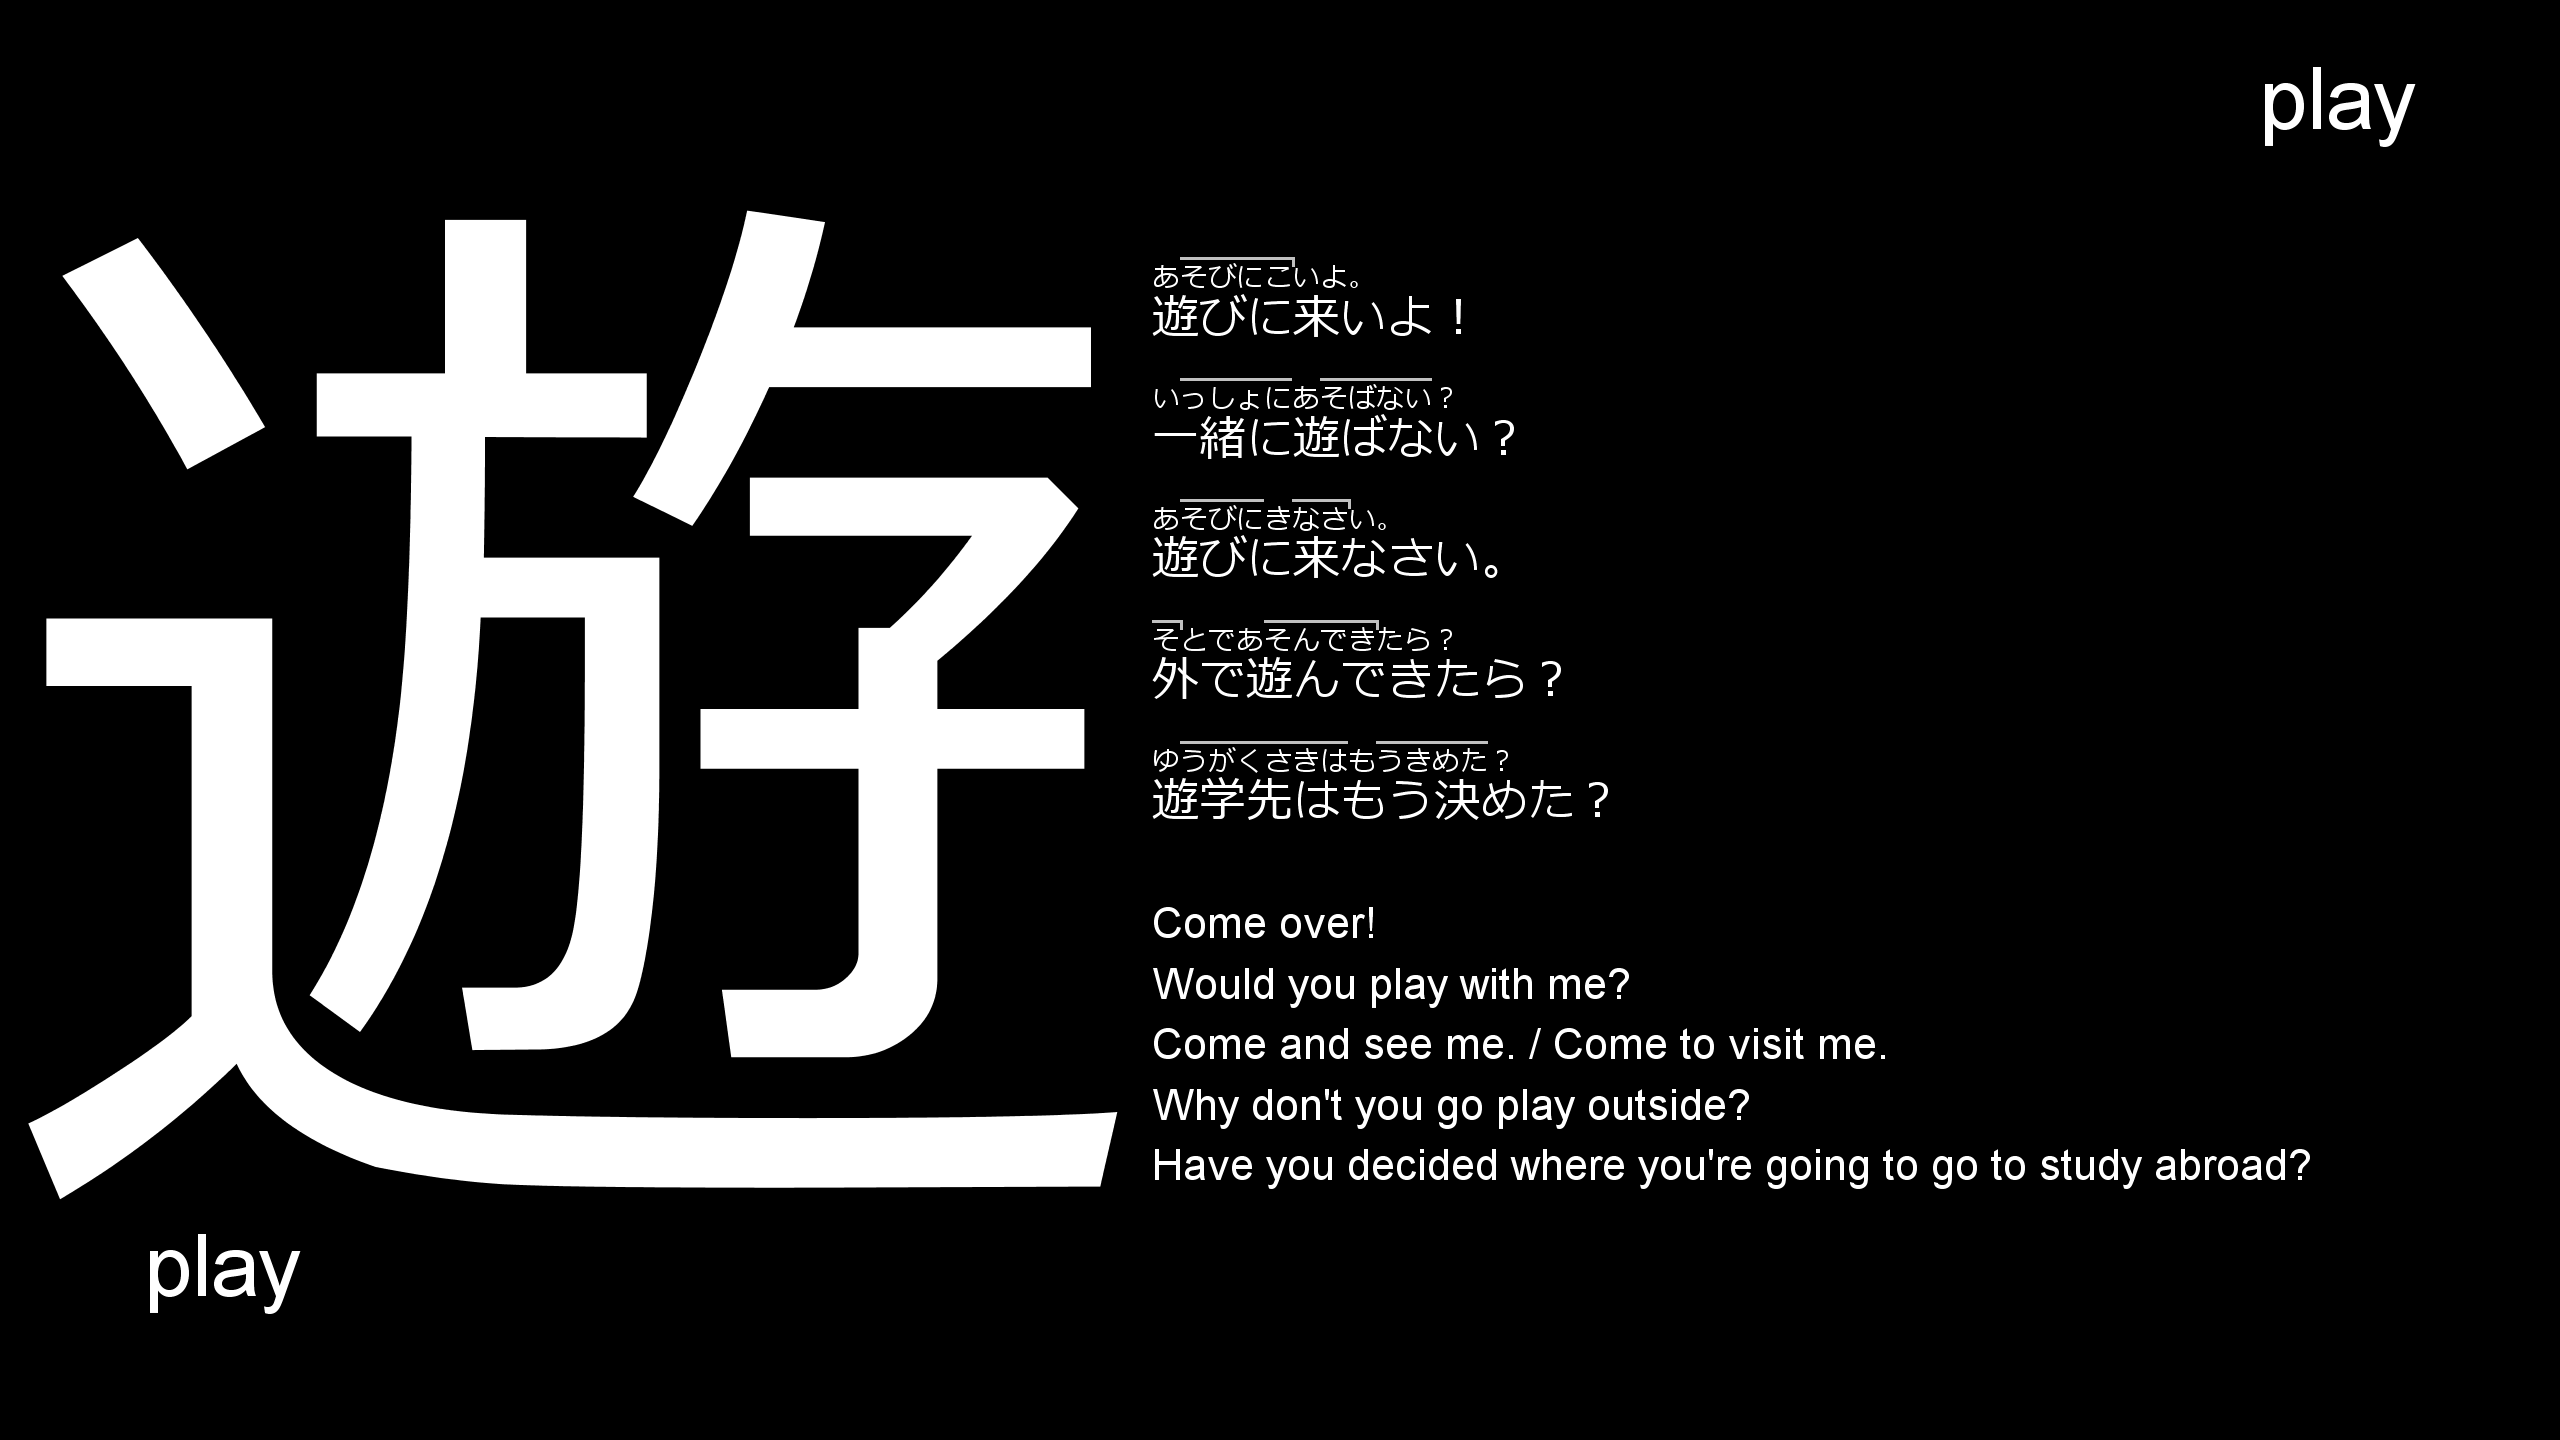 play
遊
あそびにこいよ。
遊びに来いよ！
いっしょにあそばない？
一緒に遊ばない？
あそびにきなさい。
遊びに来なさい。
そとであそんできたら？
外で遊んできたら？
ゆうがくさきはもうきめた？
遊学先はもう決めた？
Come over!
Would you play with me?
Come and see me. / Come to visit me.
Why don't you go play outside?
Have you decided where you're going to go to study abroad?
play